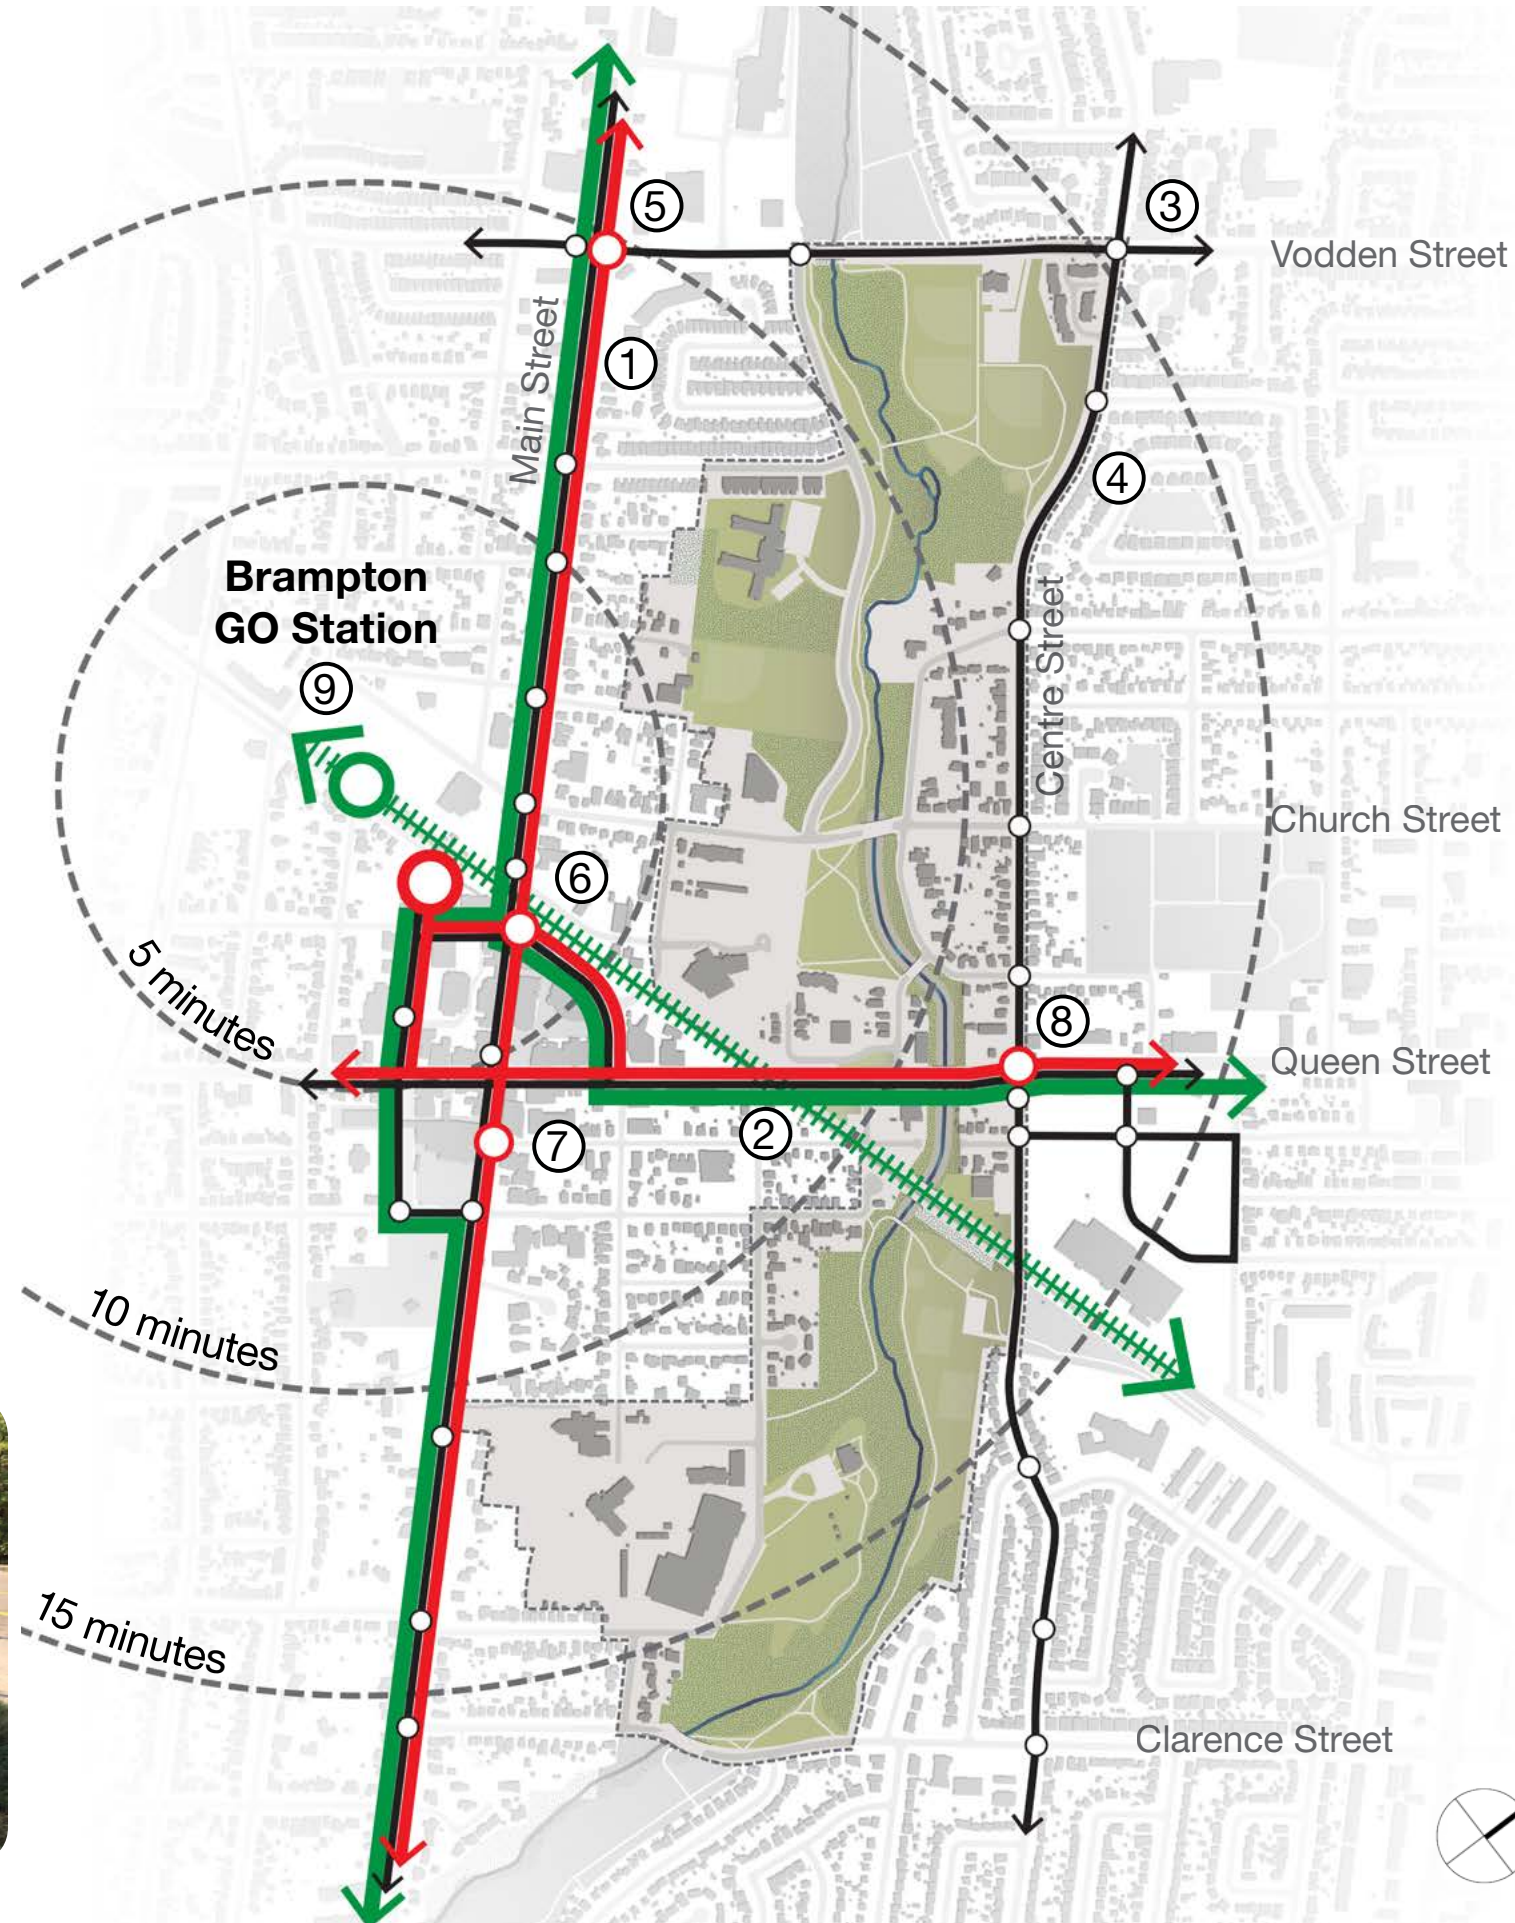 5
3
Vodden Street
Main Street
1
4
Brampton
GO Station
9
Centre Street
Church Street
6
5 minutes
8
Queen Street
2
7
10 minutes
15 minutes
Clarence Street